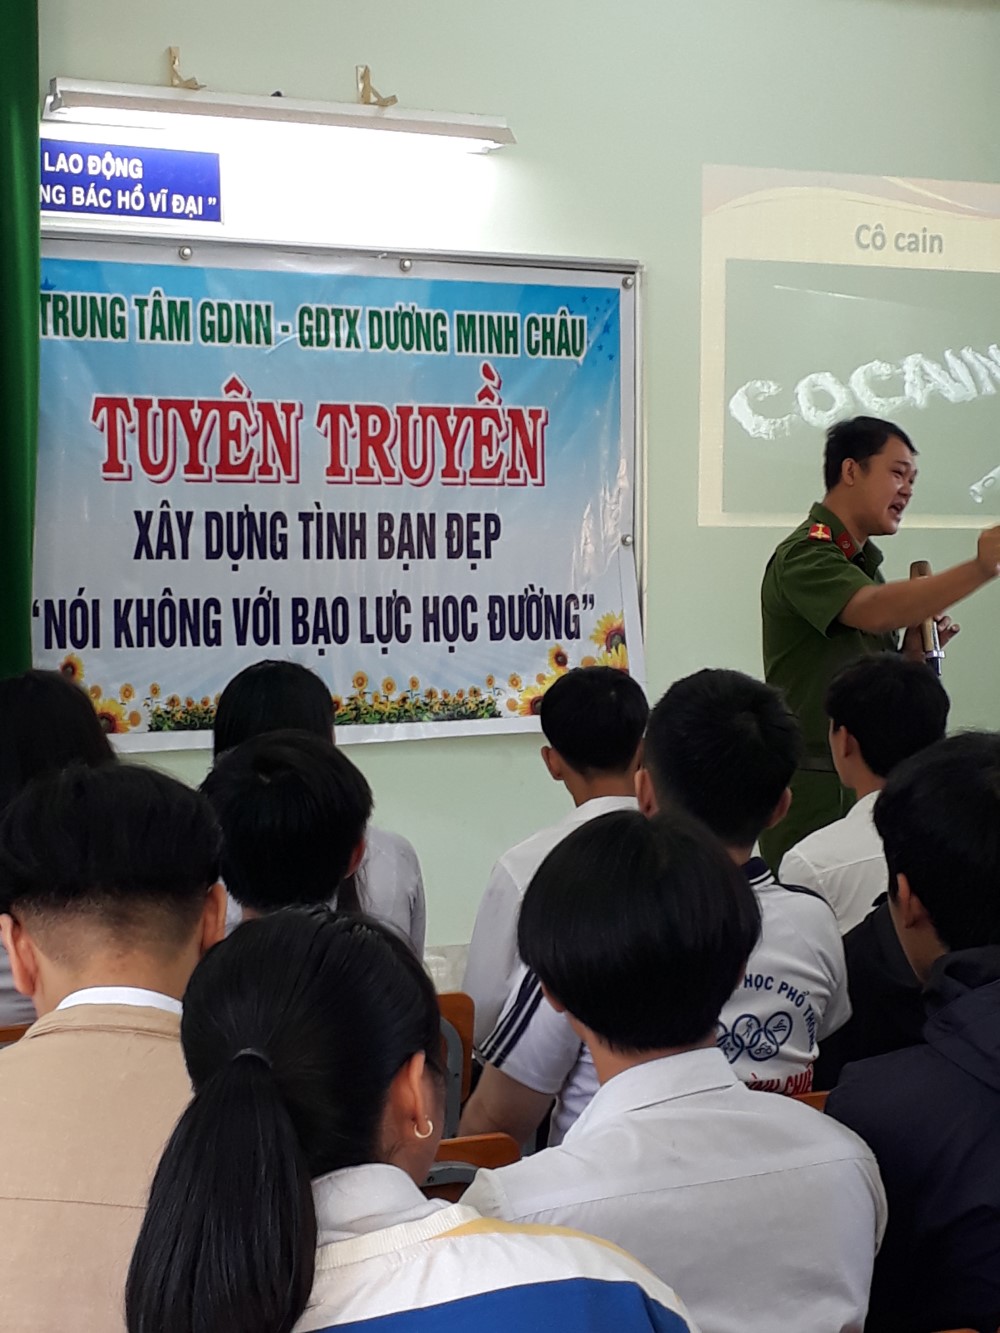 LAO ĐỘNG
NG BÁC HỒ VĨ ĐẠI"
TRUNG TÂM GDNN - GDTX DƯƠNG MINH CHÂU
TUYÊN TRUYỀN
XÂY DỰNG TÌNH BẠN ĐẸP
"NÓI KHÔNG VỚI BẠO LỰC HỌC ĐƯỜNG"
Cô cain
COCAIN
HỌC PHỔ THÔN